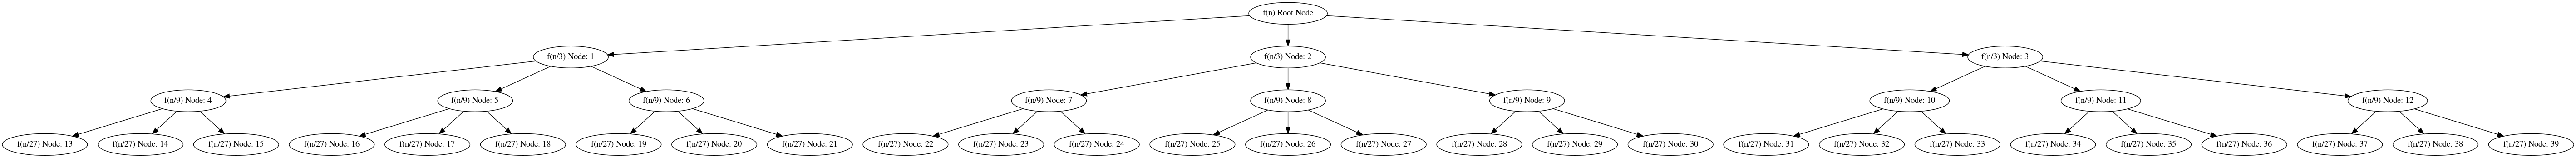 f(n) Root Node
f(n/3) Node: 1
f(n/3) Node: 2
f(n/3) Node: 3
f(n/9) Node: 4
f(n/9) Node: 5
f(n/9) Node: 6
f(n/9) Node: 7
f(n/9) Node: 8
f(n/9) Node: 9
f(n/9) Node: 10
f(n/9) Node: 11
f(n/9) Node: 12
f(n/27) Node: 13
f(n/27) Node: 14
f(n/27) Node: 15
f(n/27) Node: 16
f(n/27) Node: 17
f(n/27) Node: 18
f(n/27) Node: 19
f(n/27) Node: 20
f(n/27) Node: 21
f(n/27) Node: 22
f(n/27) Node: 23
f(n/27) Node: 24
f(n/27) Node: 25
f(n/27) Node: 26
f(n/27) Node: 27
f(n/27) Node: 28
f(n/27) Node: 29
f(n/27) Node: 30
f(n/27) Node: 31
f(n/27) Node: 32
f(n/27) Node: 33
f(n/27) Node: 34
f(n/27) Node: 35
f(n/27) Node: 36
f(n/27) Node: 37
f(n/27) Node: 38
f(n/27) Node: 39